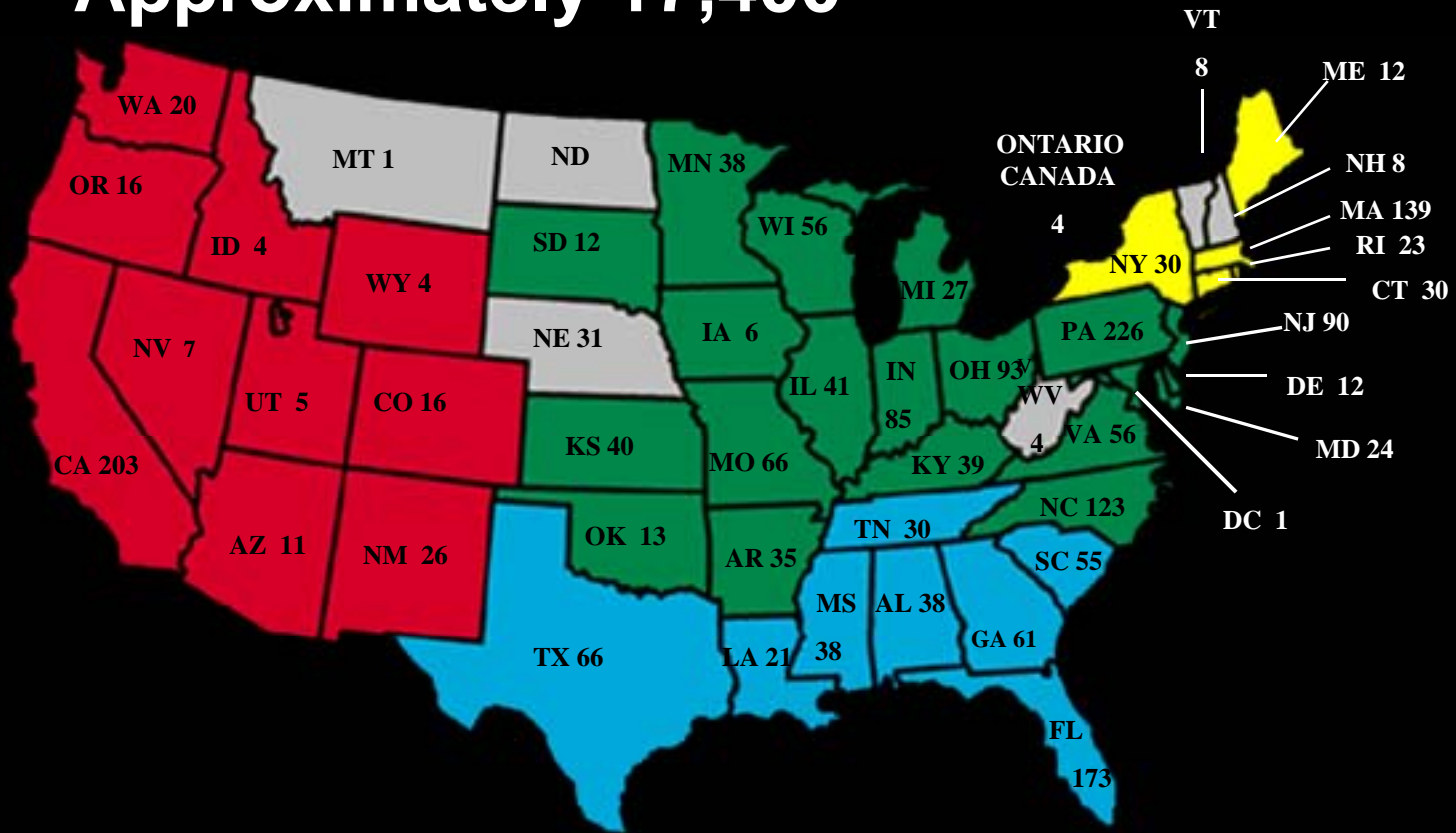 Approximately 17,400
VT
8
ME 12
WA 20
ONTARIO
CANADA
4
MT 1
ND
MN 38
NH 8
OR 16
MA 139
WI 56
SD 12
RI 23
ID 4
NY 30
WY 4
MI 27
CT 30
NJ 90
NE 31
IA 6
PA 226
NV 7
IL 41
IN
85
OH 93
V
WV
4
DE 12
UT 5
CO 16
VA 56
KS 40
MD 24
CA 203
MO 66
KY 39
NC 123
DC 1
TN 30
OK 13
AZ 11
NM 26
AR 35
SC 55
MS
38
AL 38
GA 61
TX 66
LA 21
FL
173